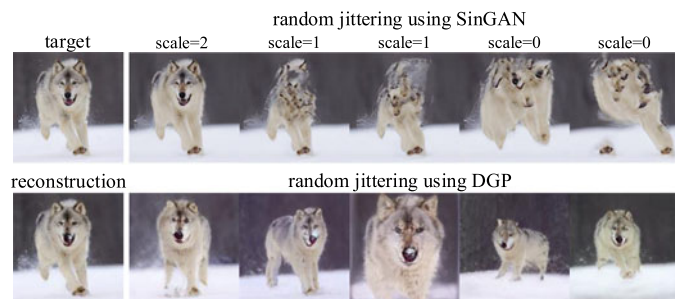 random jittering using SinGAN
target scale=2 scale=1 scale=1 scale=0 scale=0
reconstruction random jittering using DGP